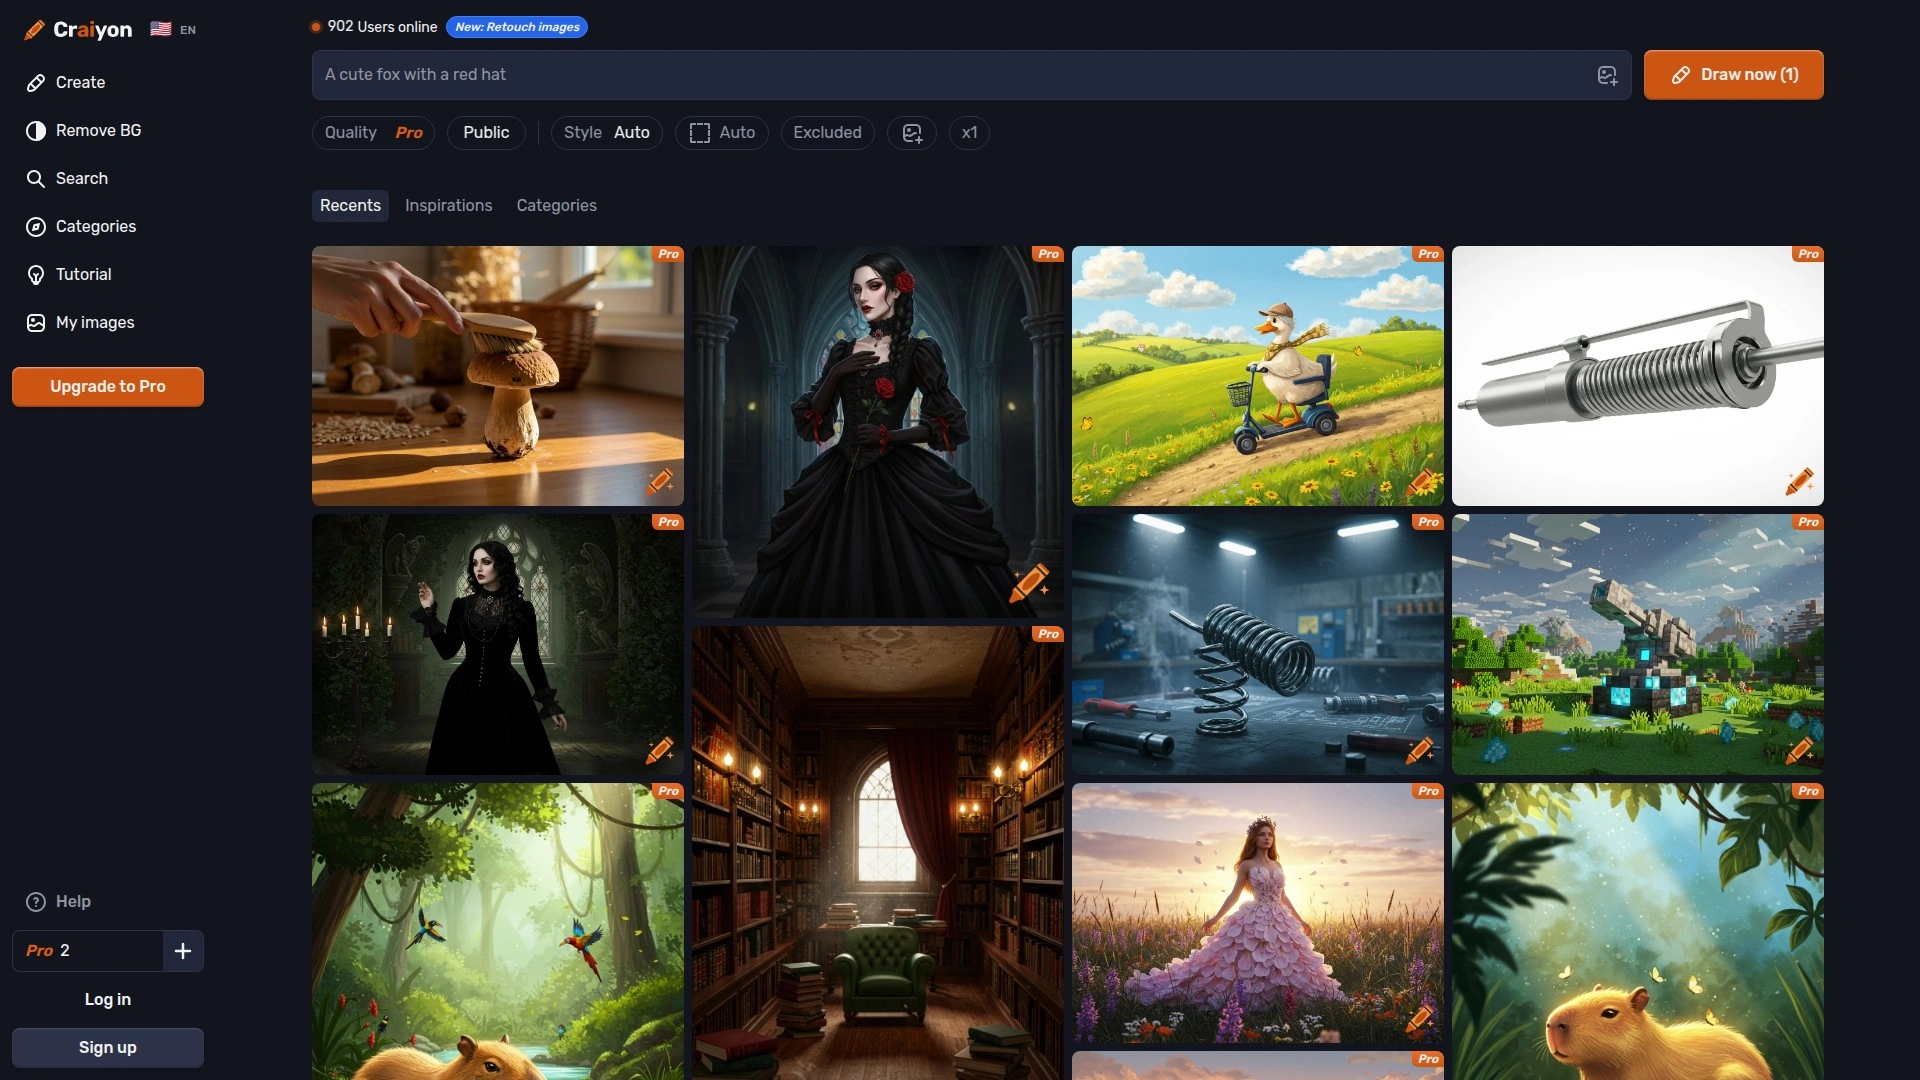 Craiyon
EN
Create
Remove BG
Search
Categories
Tutorial
My images
Upgrade to Pro
Help
Pro 2
Log in
Sign up
902 Users online
New: Retouch images
A cute fox with a red hat
Draw now (1)
Quality Pro
Public
Style Auto
Auto
Excluded
x1
Recents
Inspirations
Categories
Pro
Pro
Pro
Pro
Pro
Pro
Pro
Pro
Pro
Pro
Pro
Pro